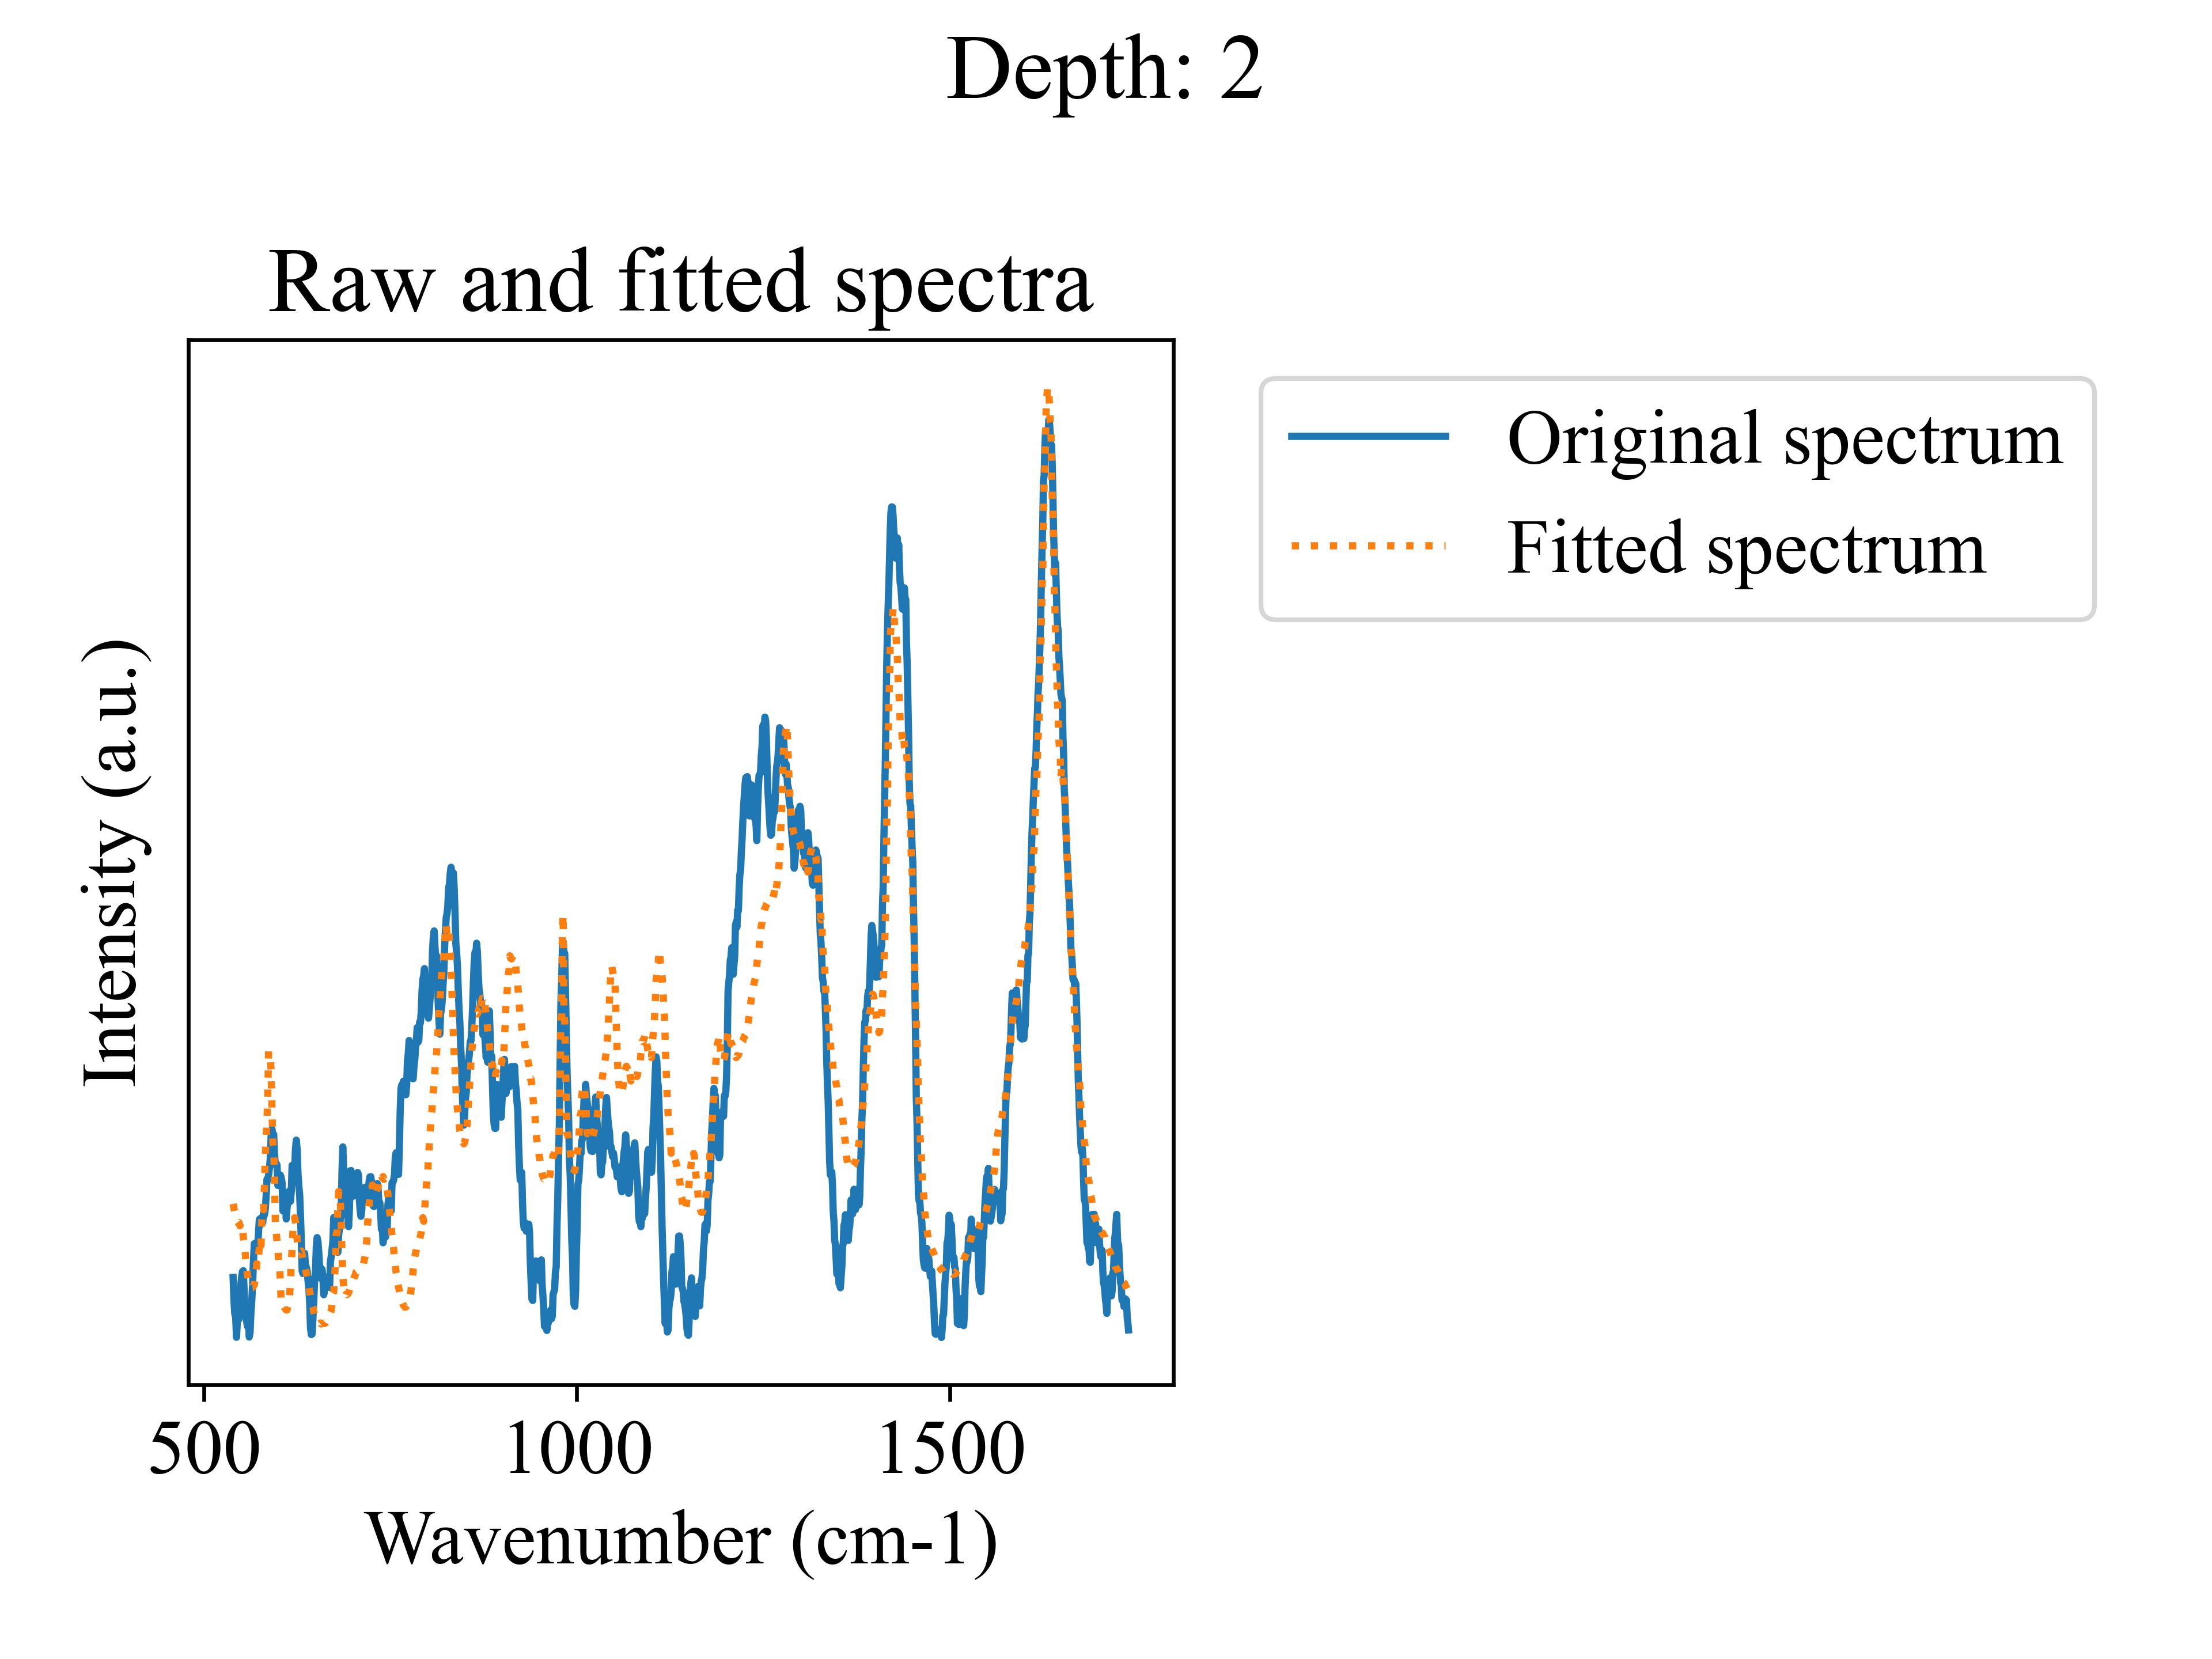 Depth: 2
Raw and fitted spectra
Original spectrum
Fitted spectrum
Intensity (a.u.)
500 1000 1500
Wavenumber (cm-1)